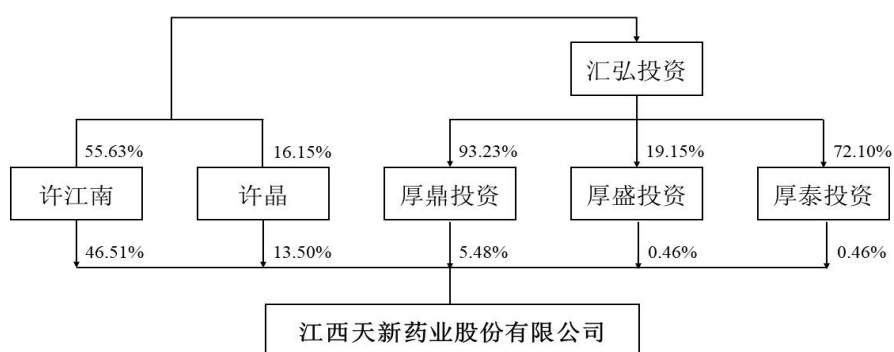 汇弘投资
55.63% 16.15% 93.23% 19.15% 72.10%
许江南 许晶 厚鼎投资 厚盛投资 厚泰投资
46.51% 13.50% 5.48% 0.46% 0.46%
江西天新药业股份有限公司